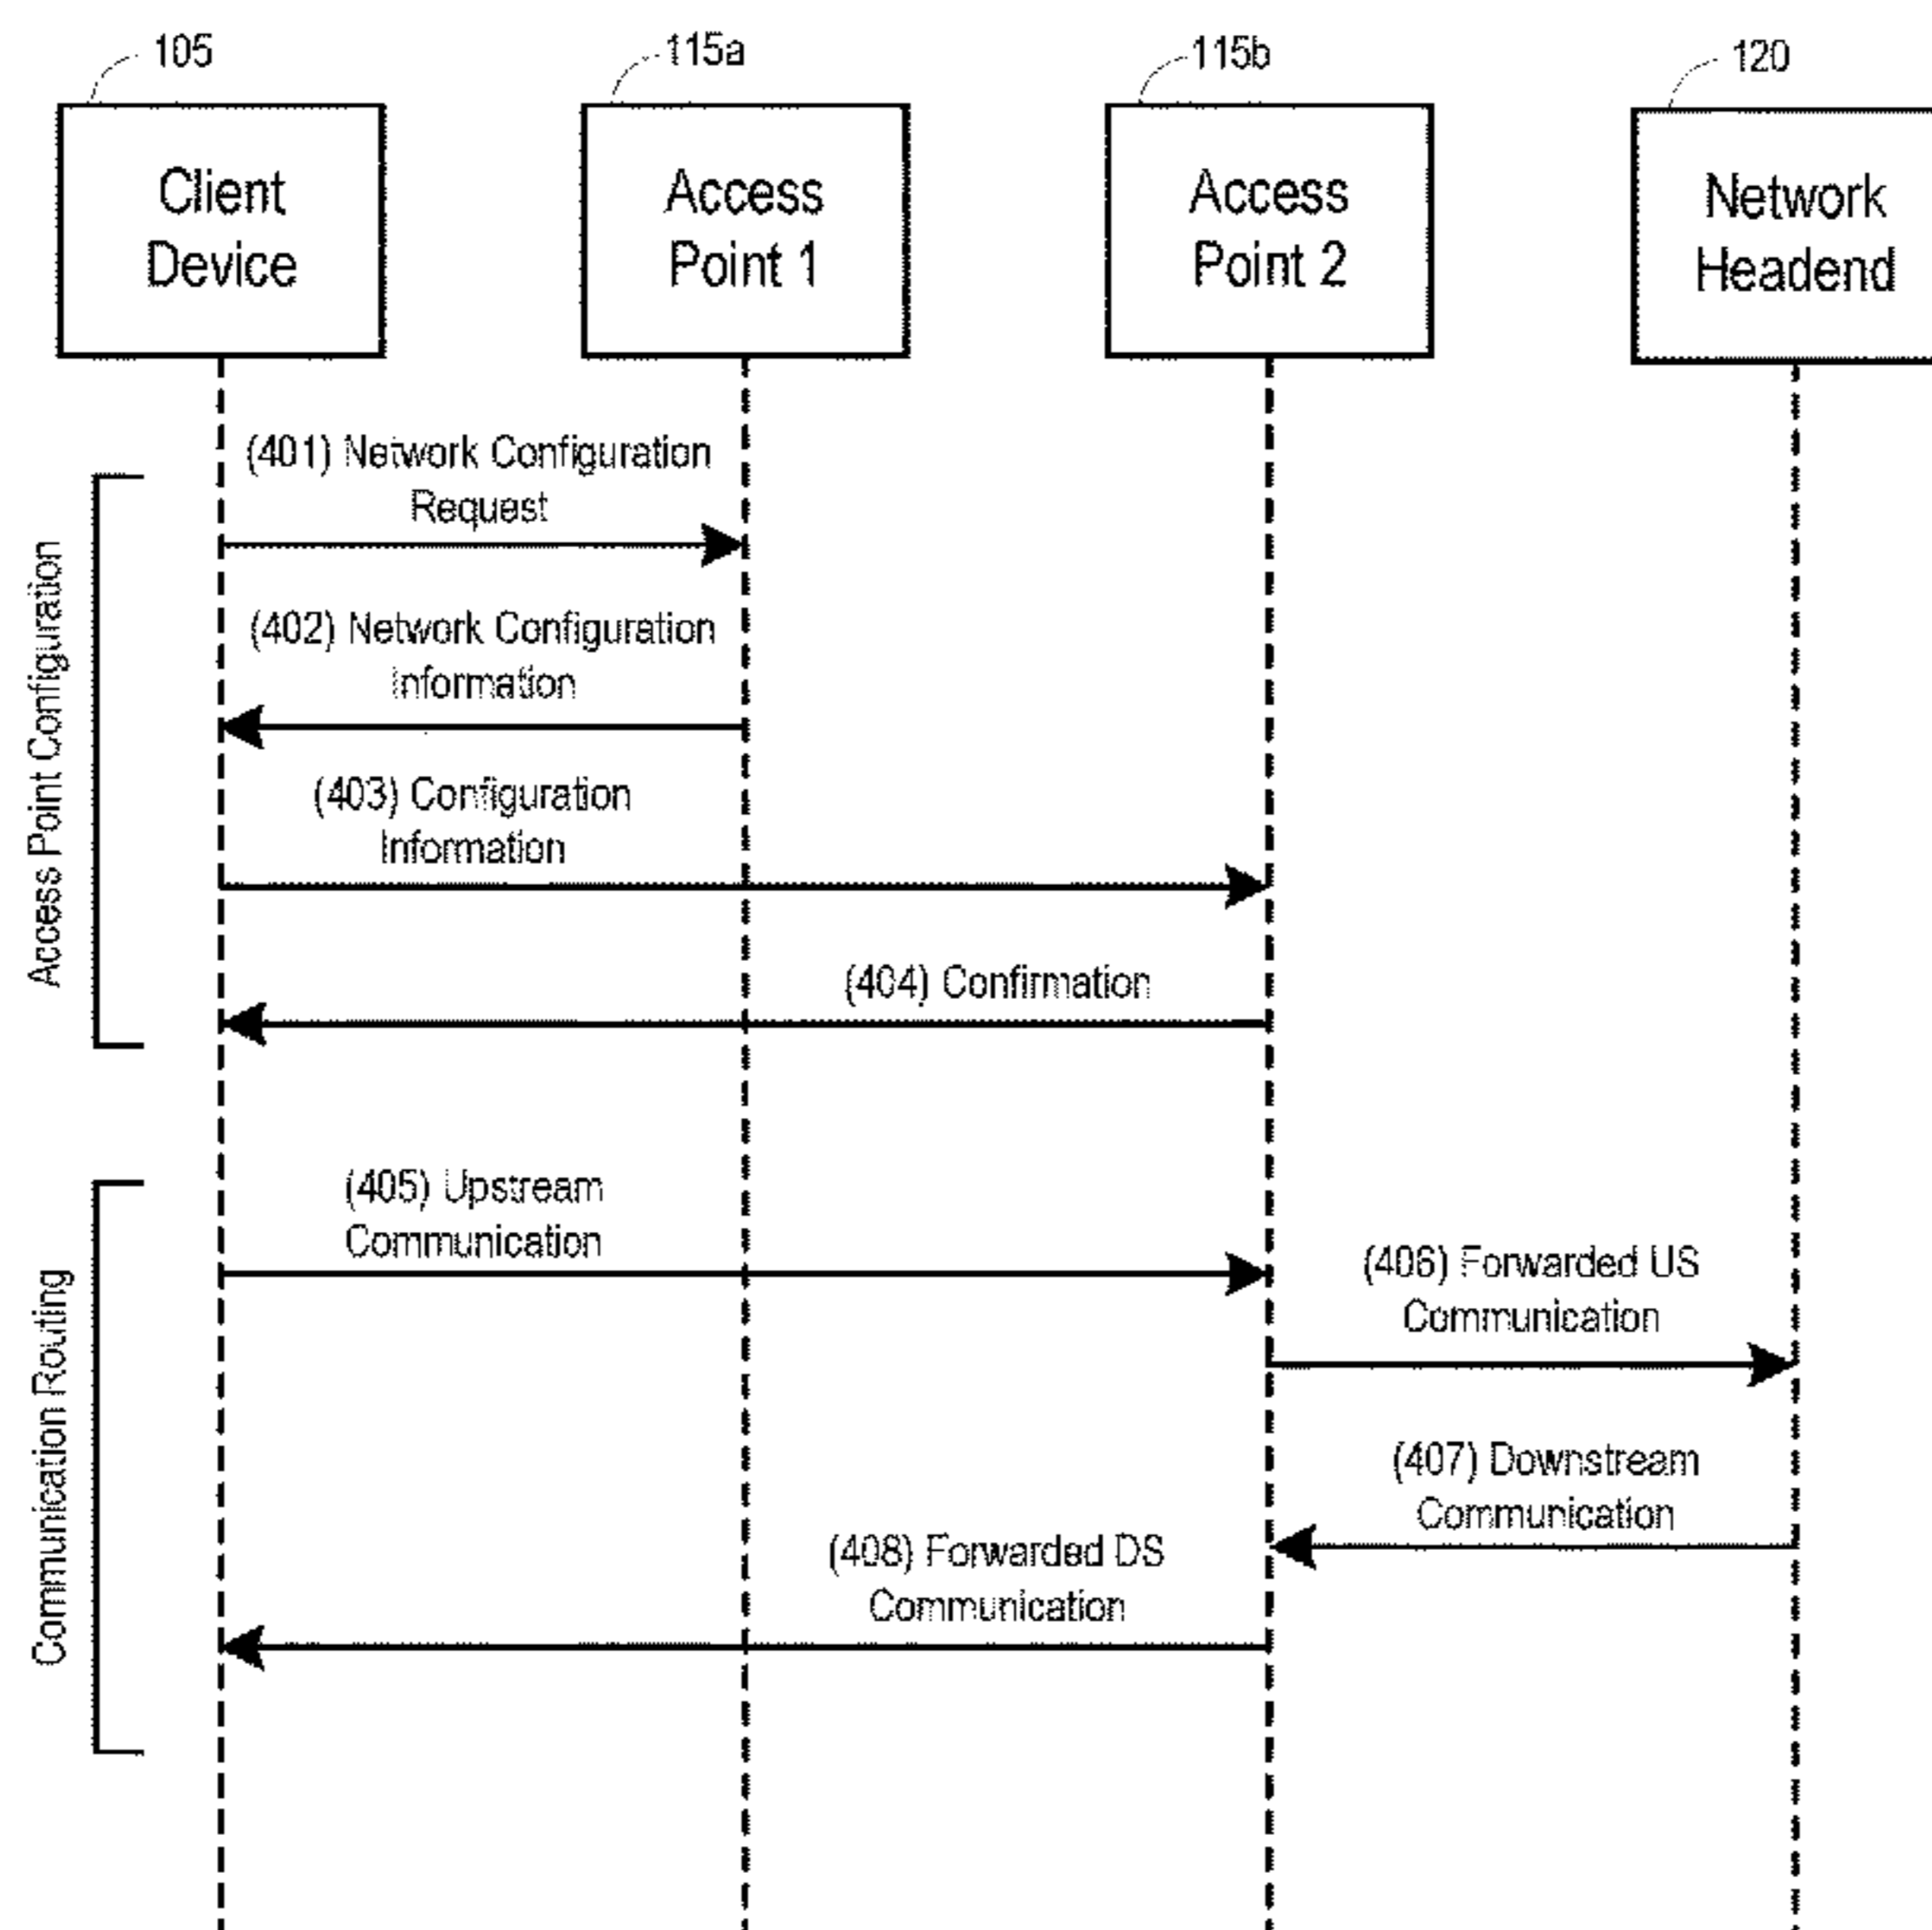 105
115a
115b
120
Client
Device
Access
Point 1
Access
Point 2
Network
Headend
Access Point Configuration
(401) Network Configuration
Request
(402) Network Configuration
Information
(403) Configuration
Information
(404) Confirmation
Communication Routing
(405) Upstream
Communication
(406) Forwarded US
Communication
(407) Downstream
Communication
(408) Forwarded DS
Communication